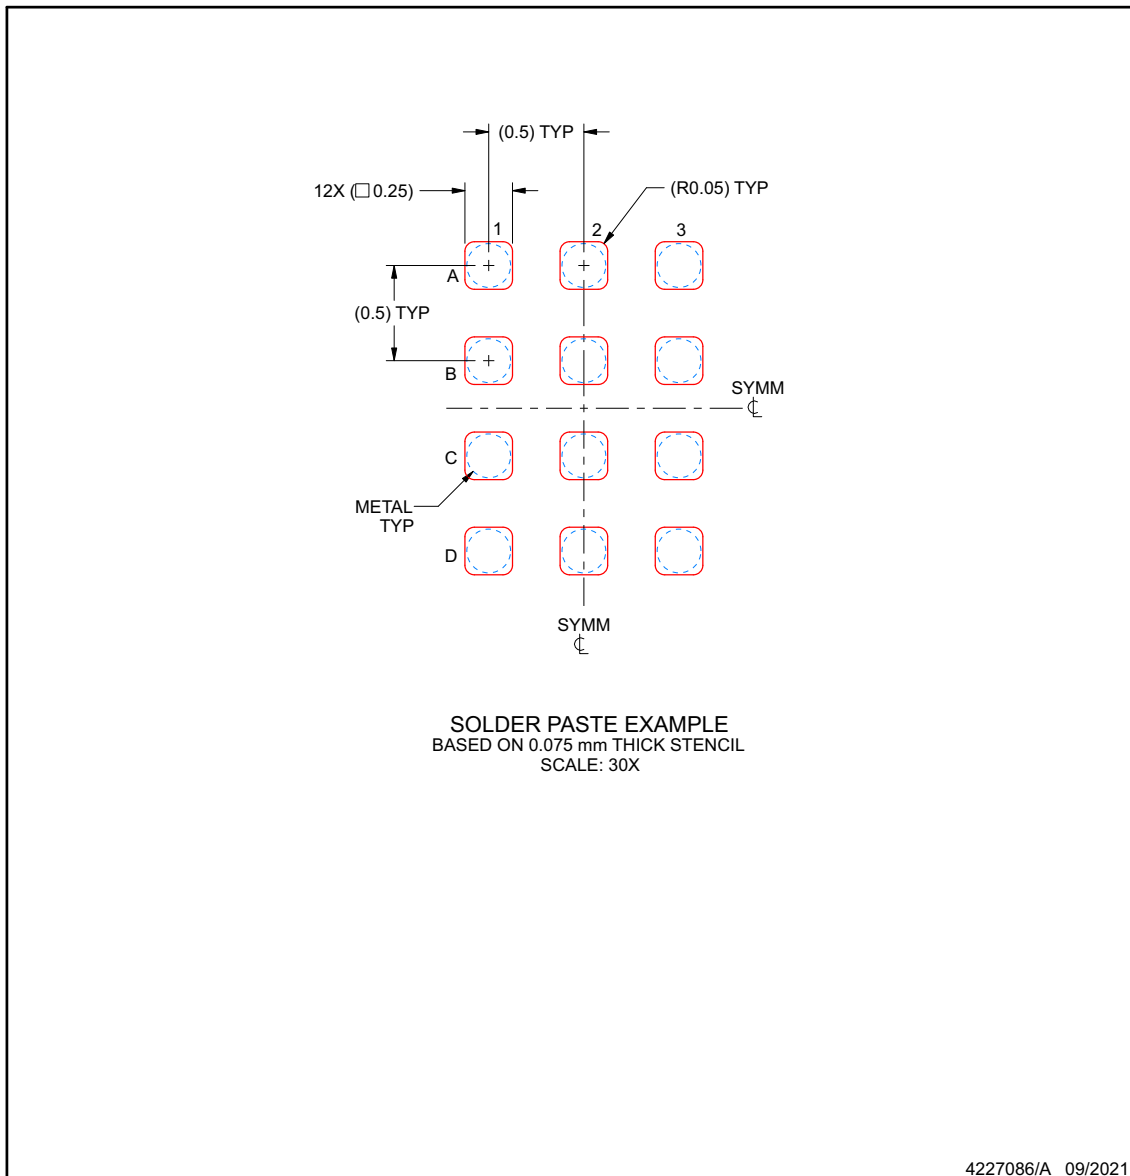 (0.5) TYP
12X (□0.25)
(R0.05) TYP
1
2
3
A
(0.5) TYP
B
SYMM
℄
C
METAL
TYP
D
SYMM
℄
SOLDER PASTE EXAMPLE
BASED ON 0.075 mm THICK STENCIL
SCALE: 30X
4227086/A 09/2021